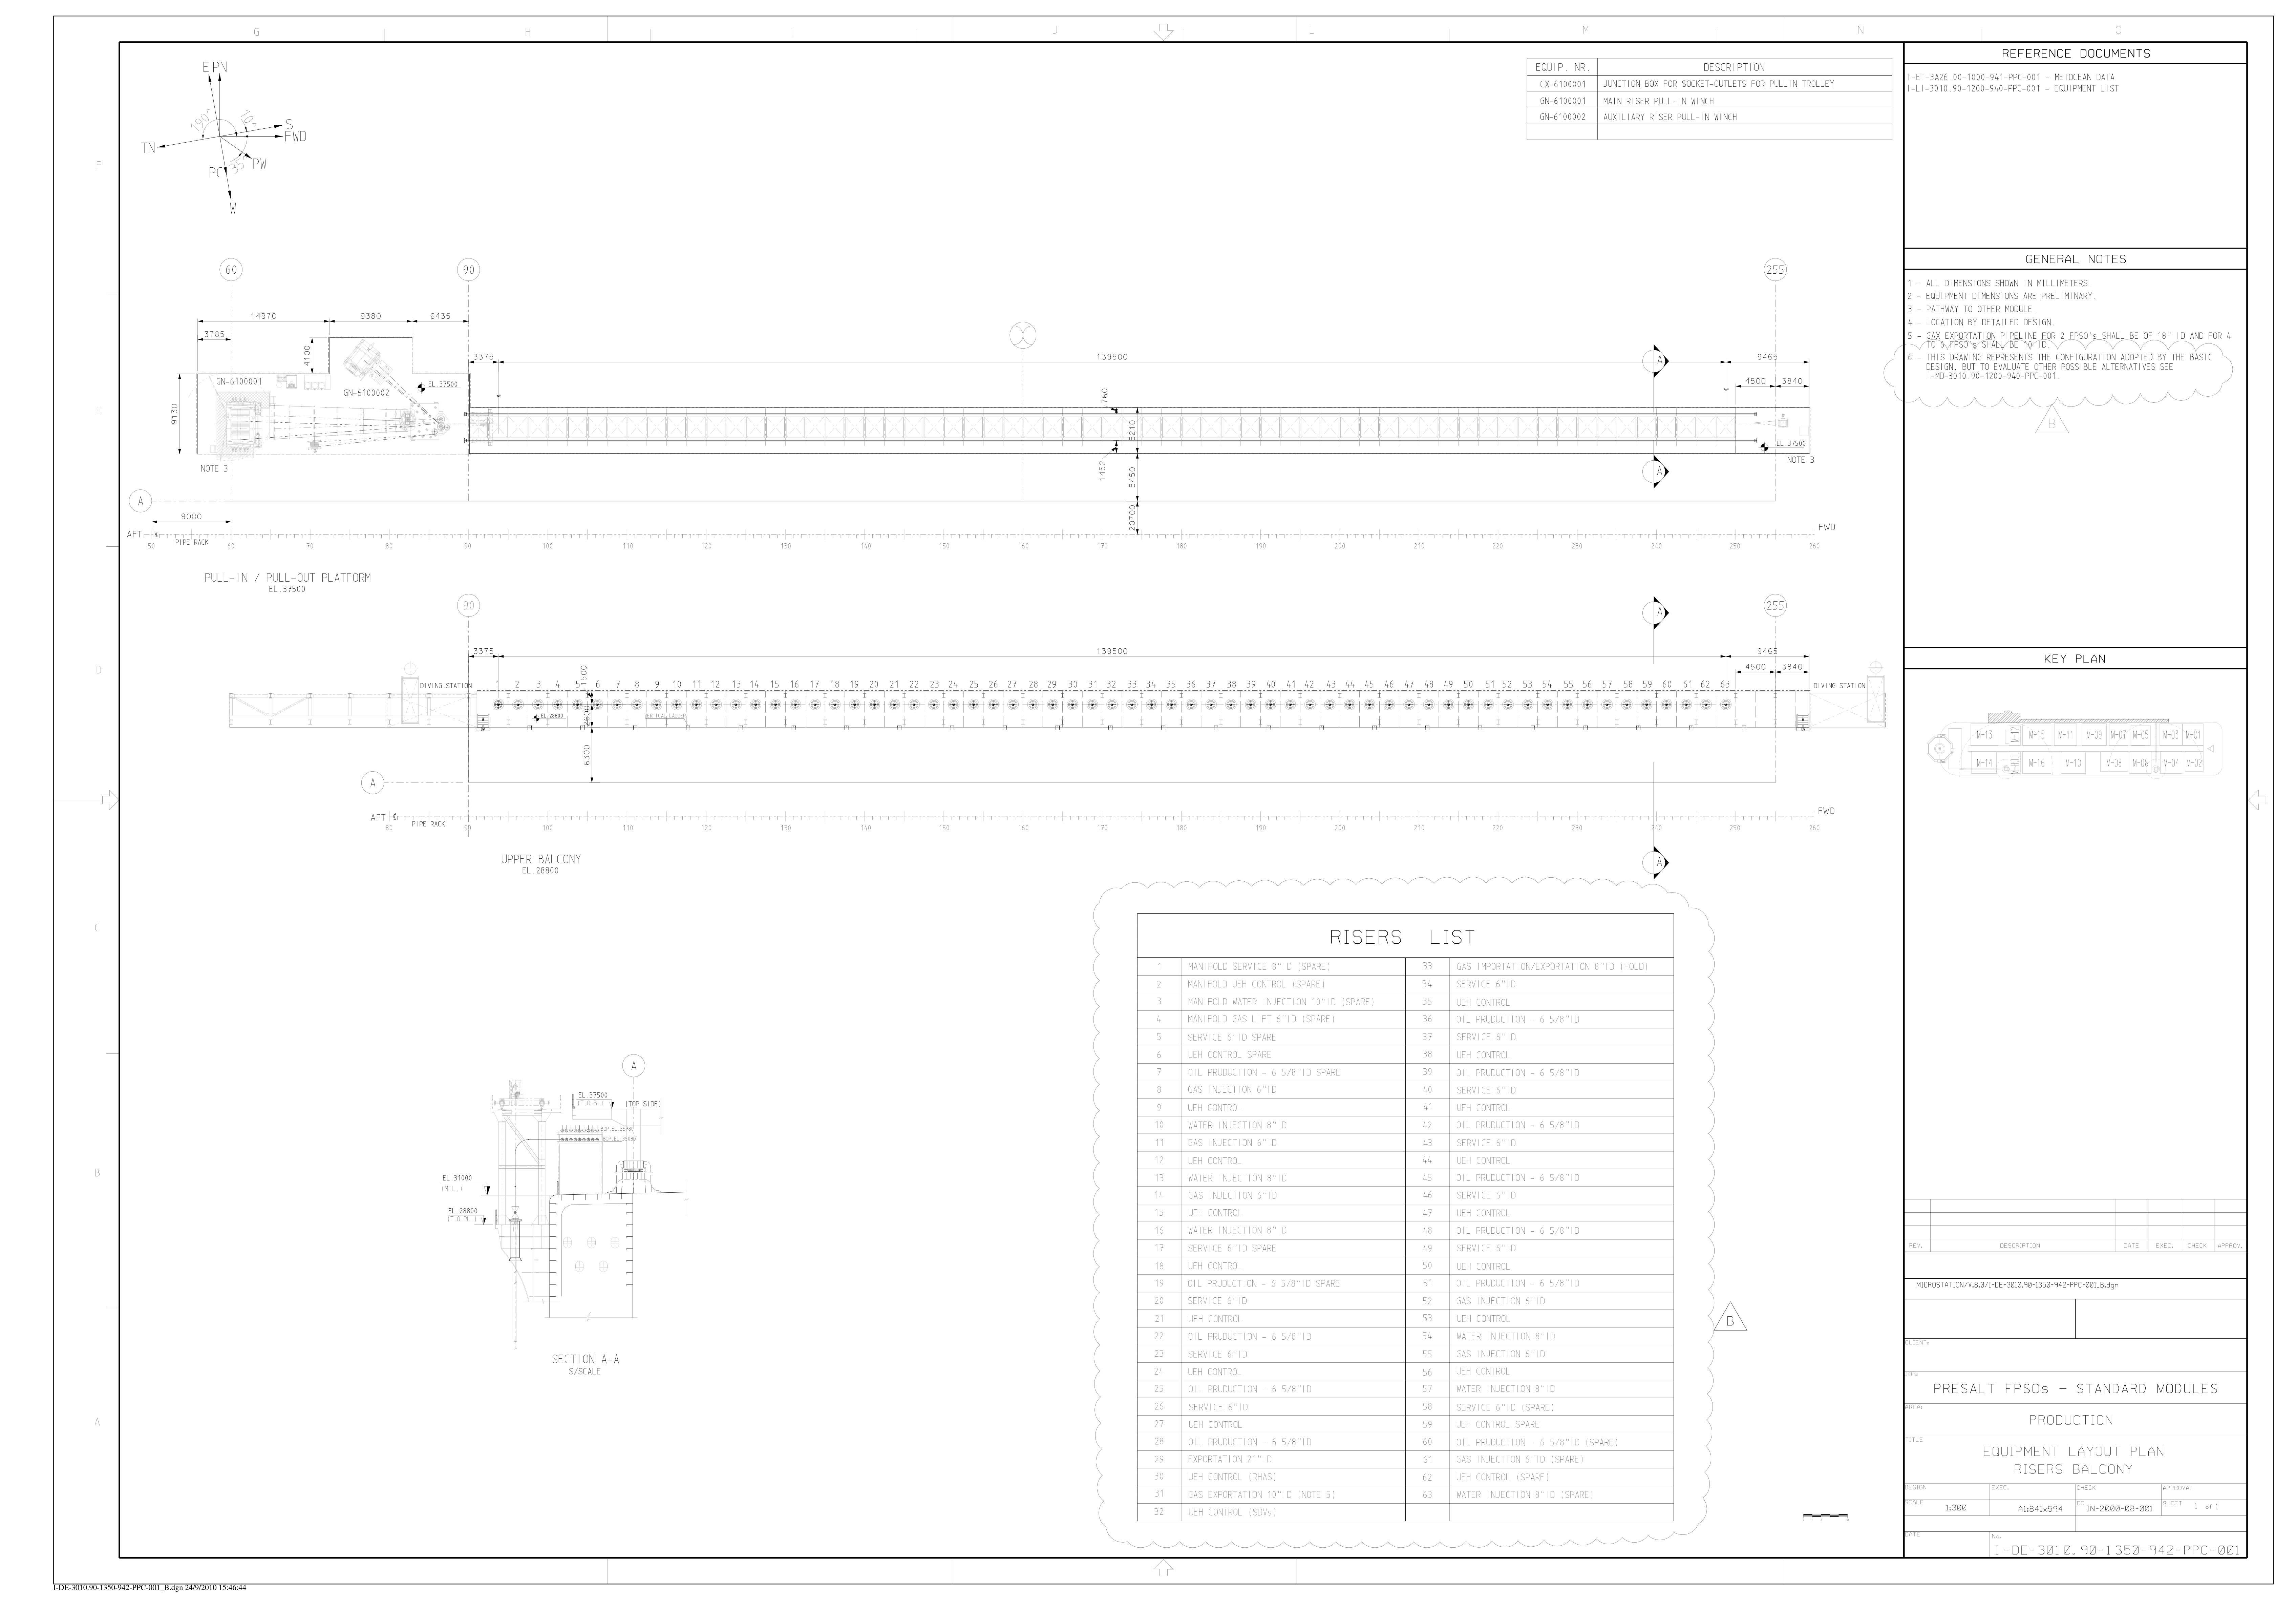 G H I J L M N O
REFERENCE DOCUMENTS
I-ET-3A26.00-1000-941-PPC-001 - METOCEAN DATA
I-LI-3010.90-1200-940-PPC-001 - EQUIPMENT LIST
EQUIP. NR. DESCRIPTION
CX-6100001 JUNCTION BOX FOR SOCKET-OUTLETS FOR PULLIN TROLLEY
GN-6100001 MAIN RISER PULL-IN WINCH
GN-6100002 AUXILIARY RISER PULL-IN WINCH
E PN
190° 10°
S
FWD
TN
PC 35° PW
W
F
E
D
C
B
A
GENERAL NOTES
1 - ALL DIMENSIONS SHOWN IN MILLIMETERS.
2 - EQUIPMENT DIMENSIONS ARE PRELIMINARY.
3 - PATHWAY TO OTHER MODULE.
4 - LOCATION BY DETAILED DESIGN.
5 - GAX EXPORTATION PIPELINE FOR 2 FPSO's SHALL BE OF 18" ID AND FOR 4
TO 6 FPSO's SHALL BE 10 ID.
6 - THIS DRAWING REPRESENTS THE CONFIGURATION ADOPTED BY THE BASIC
DESIGN, BUT TO EVALUATE OTHER POSSIBLE ALTERNATIVES SEE
I-MD-3010.90-1200-940-PPC-001.
B
60 90 255
14970 9380 6435
3785
4100
3375 139500 9465
4500 3840
GN-6100001
GN-6100002
EL.37500
9130
760
5210
1452
5450
20700
EL.37500
NOTE 3
NOTE 3
A
A
A
9000
AFT
PIPE RACK
FWD
50 60 70 80 90 100 110 120 130 140 150 160 170 180 190 200 210 220 230 240 250 260
PULL-IN / PULL-OUT PLATFORM
EL.37500
90 255
A
3375 139500 9465
4500 3840
DIVING STATION
1 2 3 4 5 6 7 8 9 10 11 12 13 14 15 16 17 18 19 20 21 22 23 24 25 26 27 28 29 30 31 32 33 34 35 36 37 38 39 40 41 42 43 44 45 46 47 48 49 50 51 52 53 54 55 56 57 58 59 60 61 62 63
DIVING STATION
1500
2600
EL.28800
VERTICAL LADDER
6300
A
AFT
PIPE RACK
FWD
80 90 100 110 120 130 140 150 160 170 180 190 200 210 220 230 240 250 260
A
UPPER BALCONY
EL.28800
KEY PLAN
M-13 M-12 M-15 M-11 M-09 M-07 M-05 M-03 M-01
M-14 M-HULL M-16 M-10 M-08 M-06 M-04 M-02
RISERS LIST
1 MANIFOLD SERVICE 8"ID (SPARE)
2 MANIFOLD UEH CONTROL (SPARE)
3 MANIFOLD WATER INJECTION 10"ID (SPARE)
4 MANIFOLD GAS LIFT 6"ID (SPARE)
5 SERVICE 6"ID SPARE
6 UEH CONTROL SPARE
7 OIL PRUDUCTION - 6 5/8"ID SPARE
8 GAS INJECTION 6"ID
9 UEH CONTROL
10 WATER INJECTION 8"ID
11 GAS INJECTION 6"ID
12 UEH CONTROL
13 WATER INJECTION 8"ID
14 GAS INJECTION 6"ID
15 UEH CONTROL
16 WATER INJECTION 8"ID
17 SERVICE 6"ID SPARE
18 UEH CONTROL
19 OIL PRUDUCTION - 6 5/8"ID SPARE
20 SERVICE 6"ID
21 UEH CONTROL
22 OIL PRUDUCTION - 6 5/8"ID
23 SERVICE 6"ID
24 UEH CONTROL
25 OIL PRUDUCTION - 6 5/8"ID
26 SERVICE 6"ID
27 UEH CONTROL
28 OIL PRUDUCTION - 6 5/8"ID
29 EXPORTATION 21"ID
30 UEH CONTROL (RHAS)
31 GAS EXPORTATION 10"ID (NOTE 5)
32 UEH CONTROL (SDVs)
33 GAS IMPORTATION/EXPORTATION 8"ID (HOLD)
34 SERVICE 6"ID
35 UEH CONTROL
36 OIL PRUDUCTION - 6 5/8"ID
37 SERVICE 6"ID
38 UEH CONTROL
39 OIL PRUDUCTION - 6 5/8"ID
40 SERVICE 6"ID
41 UEH CONTROL
42 OIL PRUDUCTION - 6 5/8"ID
43 SERVICE 6"ID
44 UEH CONTROL
45 OIL PRUDUCTION - 6 5/8"ID
46 SERVICE 6"ID
47 UEH CONTROL
48 OIL PRUDUCTION - 6 5/8"ID
49 SERVICE 6"ID
50 UEH CONTROL
51 OIL PRUDUCTION - 6 5/8"ID
52 GAS INJECTION 6"ID
53 UEH CONTROL
54 WATER INJECTION 8"ID
55 GAS INJECTION 6"ID
56 UEH CONTROL
57 WATER INJECTION 8"ID
58 SERVICE 6"ID (SPARE)
59 UEH CONTROL SPARE
60 OIL PRUDUCTION - 6 5/8"ID (SPARE)
61 GAS INJECTION 6"ID (SPARE)
62 UEH CONTROL (SPARE)
63 WATER INJECTION 8"ID (SPARE)
B
A
EL 37500
(T.O.B.)
(TOP SIDE)
EL 31000
(M.L.)
EL 28800
(T.O.PL.)
SECTION A-A
S/SCALE
REV. DESCRIPTION DATE EXEC. CHECK APPROV.
MICROSTATION/V.8.0/I-DE-3010.90-1350-942-PPC-001_B.dgn
CLIENT:
JOB:
PRESALT FPSOs - STANDARD MODULES
AREA:
PRODUCTION
TITLE
EQUIPMENT LAYOUT PLAN
RISERS BALCONY
DESIGN EXEC. CHECK APPROVAL
SCALE 1:300 A1:841x594 CC IN-2000-08-001 SHEET 1 of 1
DATE No.
I-DE-3010.90-1350-942-PPC-001
I-DE-3010.90-1350-942-PPC-001_B.dgn 24/9/2010 15:46:44